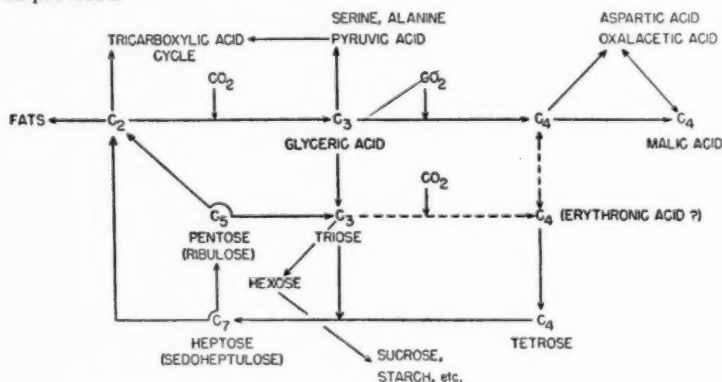 SERINE, ALANINE
ASPARTIC ACID
TRICARBOXYLIC ACID
PYRUVIC ACID
OXALACETIC ACID
CYCLE
CO2
CO2
FATS
C2
C3
C4
C4
GLYCERIC ACID
MALIC ACID
CO2
C5
C3
C4 (ERYTHRONIC ACID ?)
PENTOSE
TRIOSE
(RIBULOSE)
HEXOSE
C7
C4
HEPTOSE
TETROSE
(SEDOHEPTULOSE)
SUCROSE,
STARCH, etc.